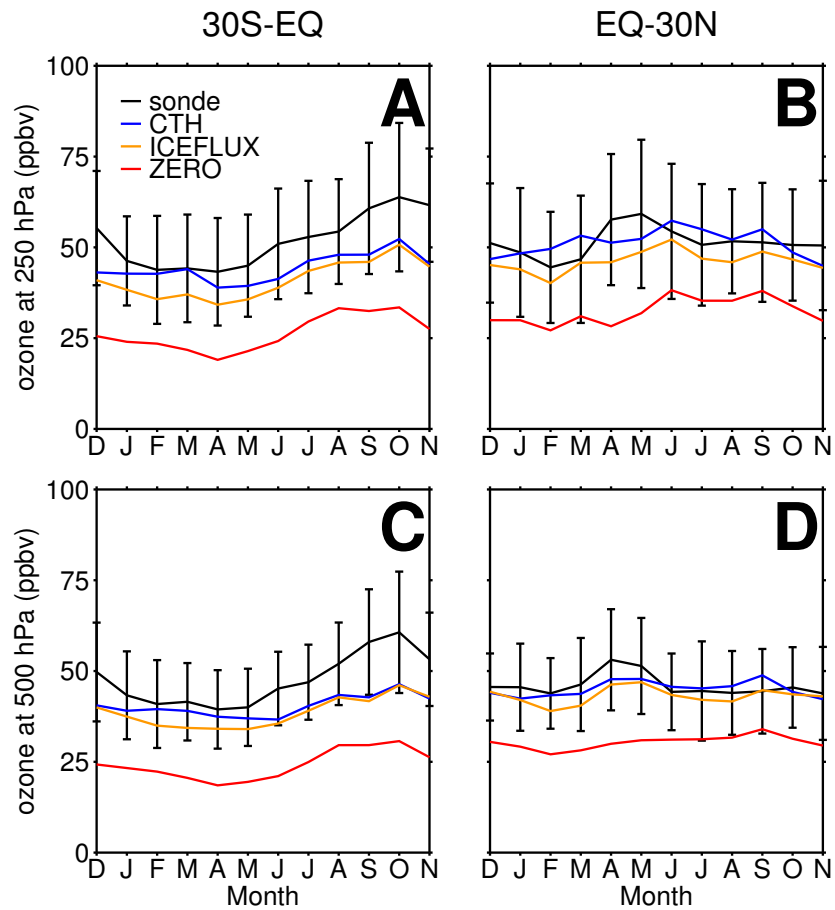 30S-EQ EQ-30N
ozone at 250 hPa (ppbv)
100
75
50
25
0
A
sonde
CTH
ICEFLUX
ZERO
D J F M A M J J A S O N
B
D J F M A M J J A S O N
ozone at 500 hPa (ppbv)
100
75
50
25
0
C
D J F M A M J J A S O N
Month
D
D J F M A M J J A S O N
Month